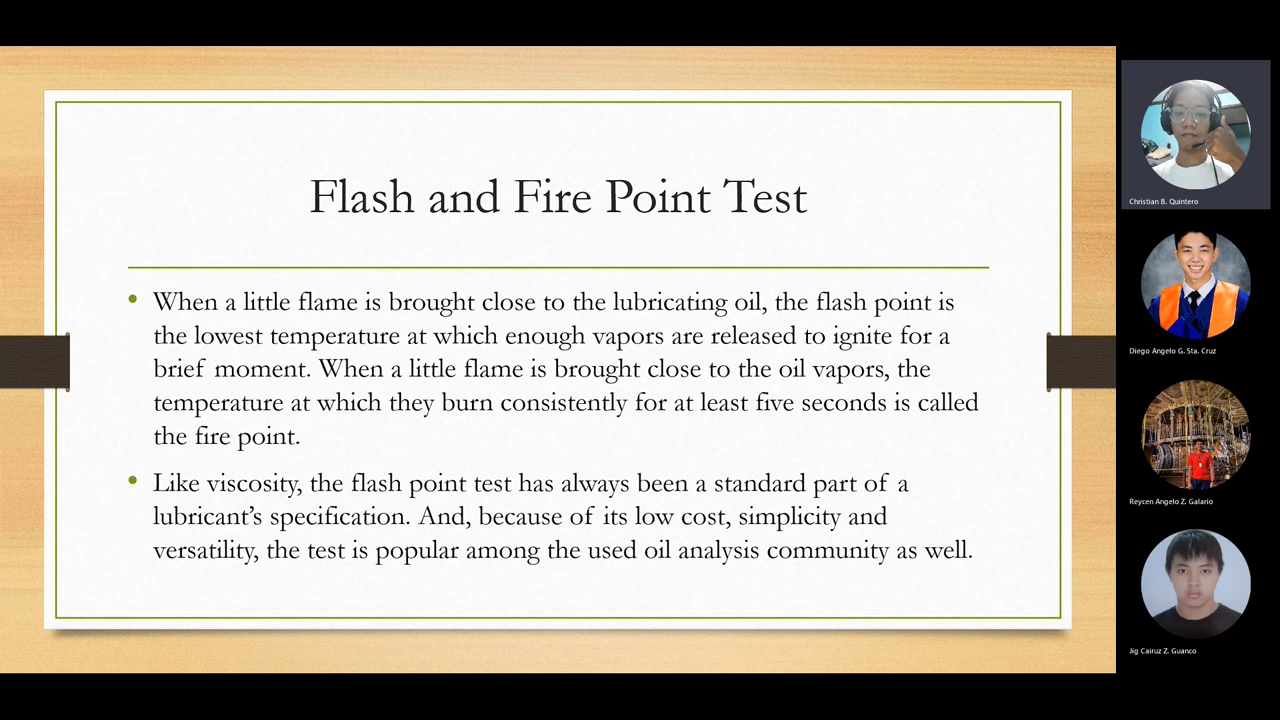 Flash and Fire Point Test
When a little flame is brought close to the lubricating oil, the flash point is
the lowest temperature at which enough vapors are released to ignite for a
brief moment. When a little flame is brought close to the oil vapors, the
temperature at which they burn consistently for at least five seconds is called
the fire point.
Like viscosity, the flash point test has always been a standard part of a
lubricant's specification. And, because of its low cost, simplicity and
versatility, the test is popular among the used oil analysis community as well.
Christian B. Quintero
Diego Angelo G. Sta. Cruz
Reycen Angelo Z. Galario
Jig Cairuz Z. Guanco